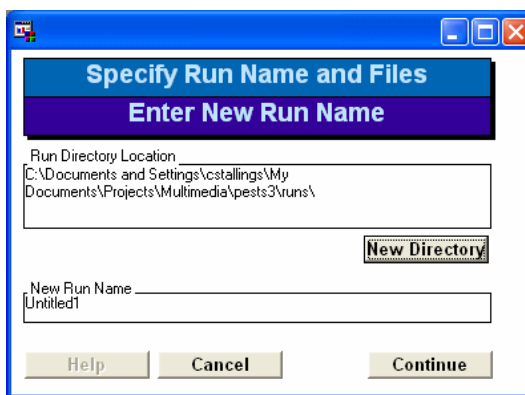 Specify Run Name and Files
Enter New Run Name
Run Directory Location
C:\Documents and Settings\cstallings\My
Documents\Projects\Multimedia\pests3\runs\
New Directory
New Run Name
Untitled1
Help
Cancel
Continue